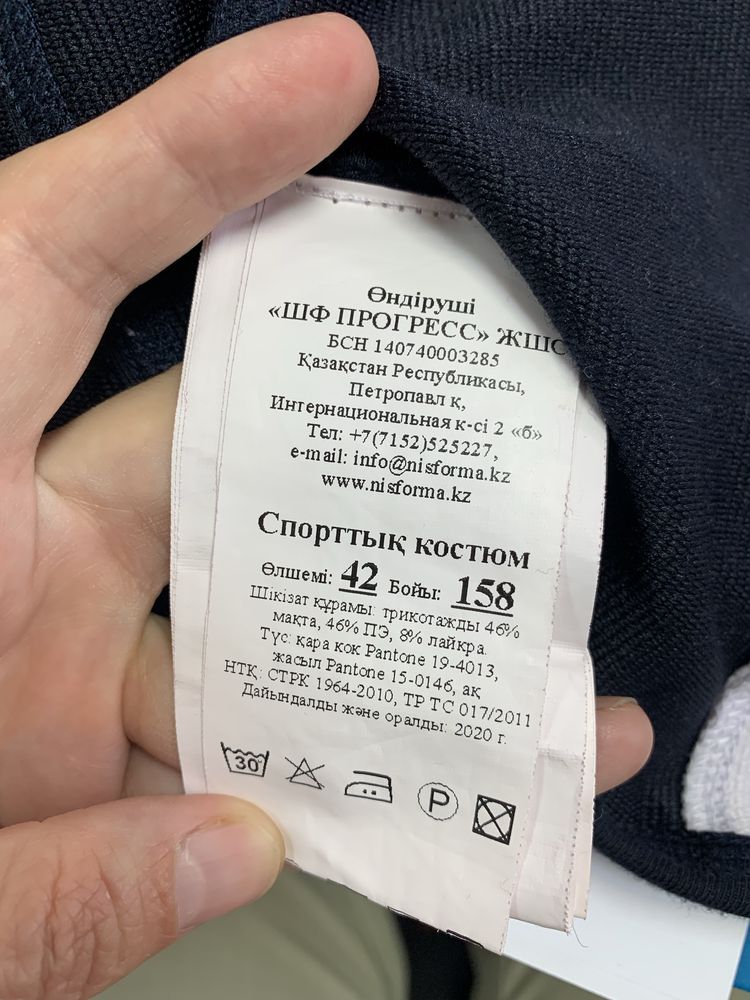 Өндіруші
«ШФ ПРОГРЕСС» ЖШС
БСН 140740003285
Қазақстан Республикасы,
Петропавл қ,
Интернациональная к-сі 2 «б»
Тел: +7(7152)525227,
e-mail: info@nisforma.kz
www.nisforma.kz
Спорттық костюм
Өлшемі: 42 Бойы: 158
Шікізат құрамы: трикотажды 46%
мақта, 46% ПЭ, 8% лайкра.
Түс: қара кок Pantone 19-4013,
жасыл Pantone 15-0146, ақ
НТҚ: СТРК 1964-2010, ТР ТС 017/2011
Дайындалды және оралды: 2020 г.
30 P